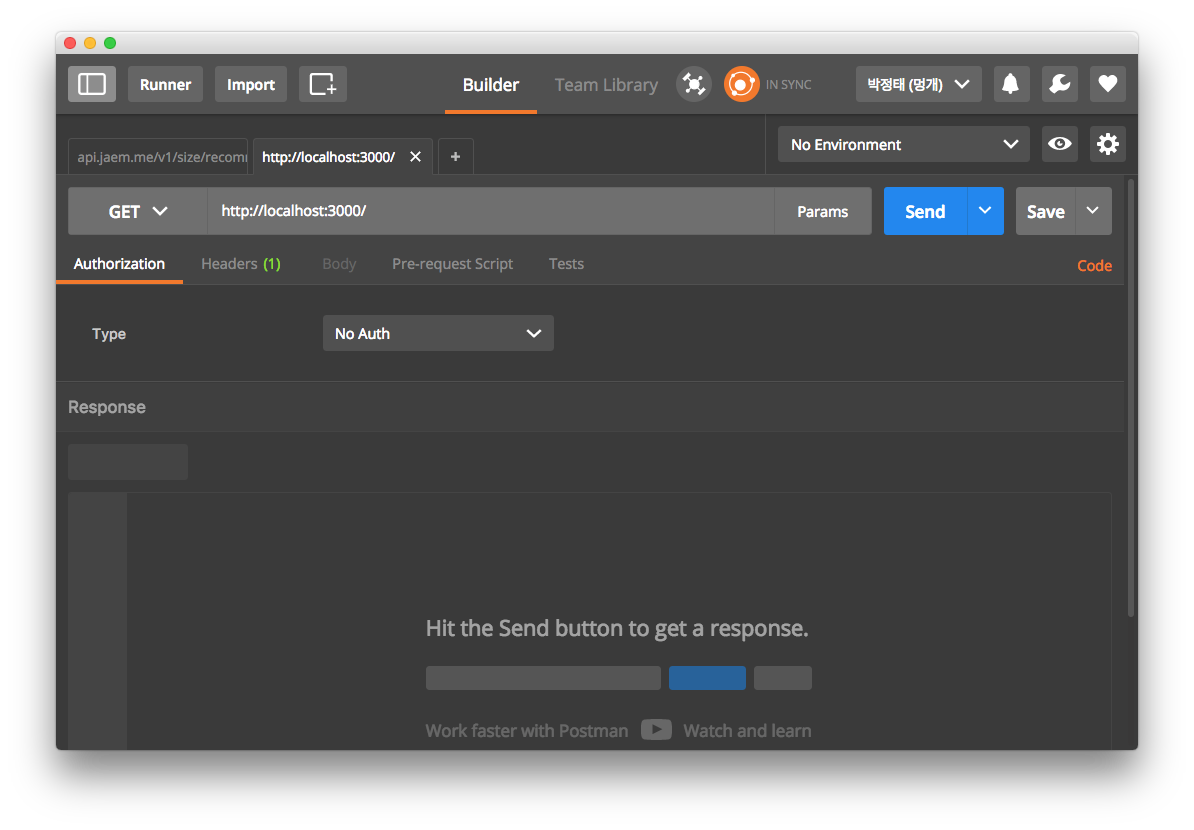 Runner Import Builder Team Library IN SYNC 박정태 (멍개)
api.jaem.me/v1/size/recom http://localhost:3000/ No Environment
GET http://localhost:3000/ Params Send Save
Authorization Headers (1) Body Pre-request Script Tests Code
Type No Auth
Response
Hit the Send button to get a response.
Work faster with Postman Watch and learn